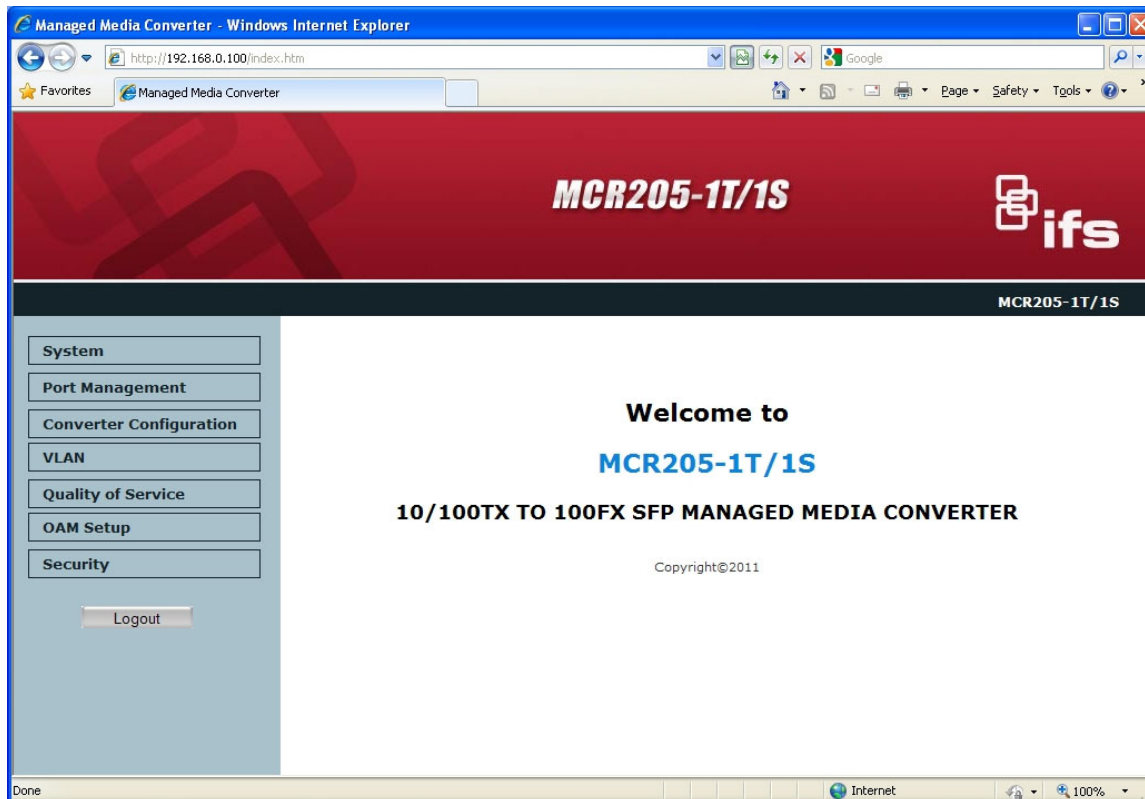 Managed Media Converter - Windows Internet Explorer
http://192.168.0.100/index.htm
Google
Favorites
Managed Media Converter
Page
Safety
Tools
MCR205-1T/1S
ifs
MCR205-1T/1S
System
Port Management
Converter Configuration
VLAN
Quality of Service
OAM Setup
Security
Logout
Welcome to
MCR205-1T/1S
10/100TX TO 100FX SFP MANAGED MEDIA CONVERTER
Copyright©2011
Done
Internet
100%